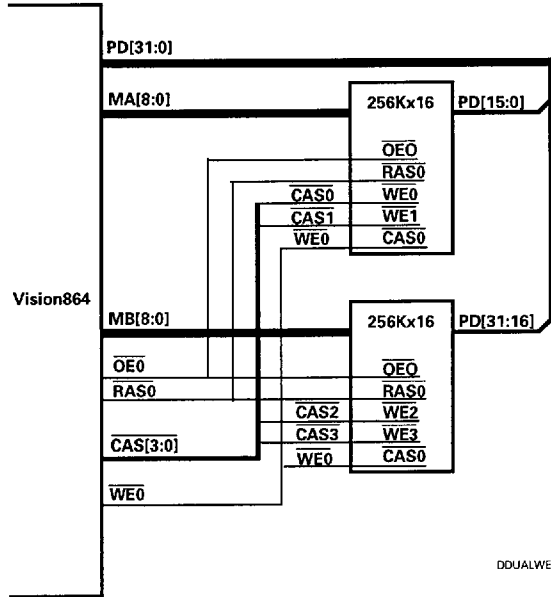 PD[31:0]
MA[8:0]
256Kx16
PD[15:0]
OE0
RAS0
CAS0
WE0
CAS1
WE1
WE0
CAS0
Vision864
MB[8:0]
256Kx16
PD[31:16]
OE0
OE0
RAS0
RAS0
CAS2
WE2
CAS[3:0]
CAS3
WE3
WE0
CAS0
WE0
DDUALWE